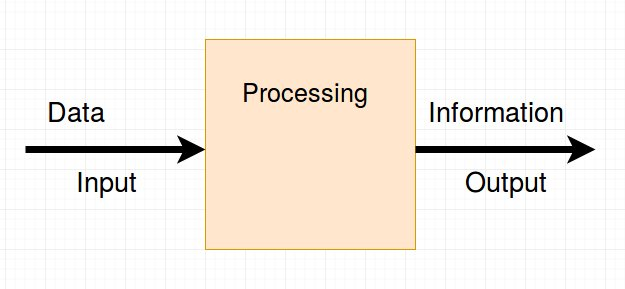 Processing
Data
Input
Information
Output